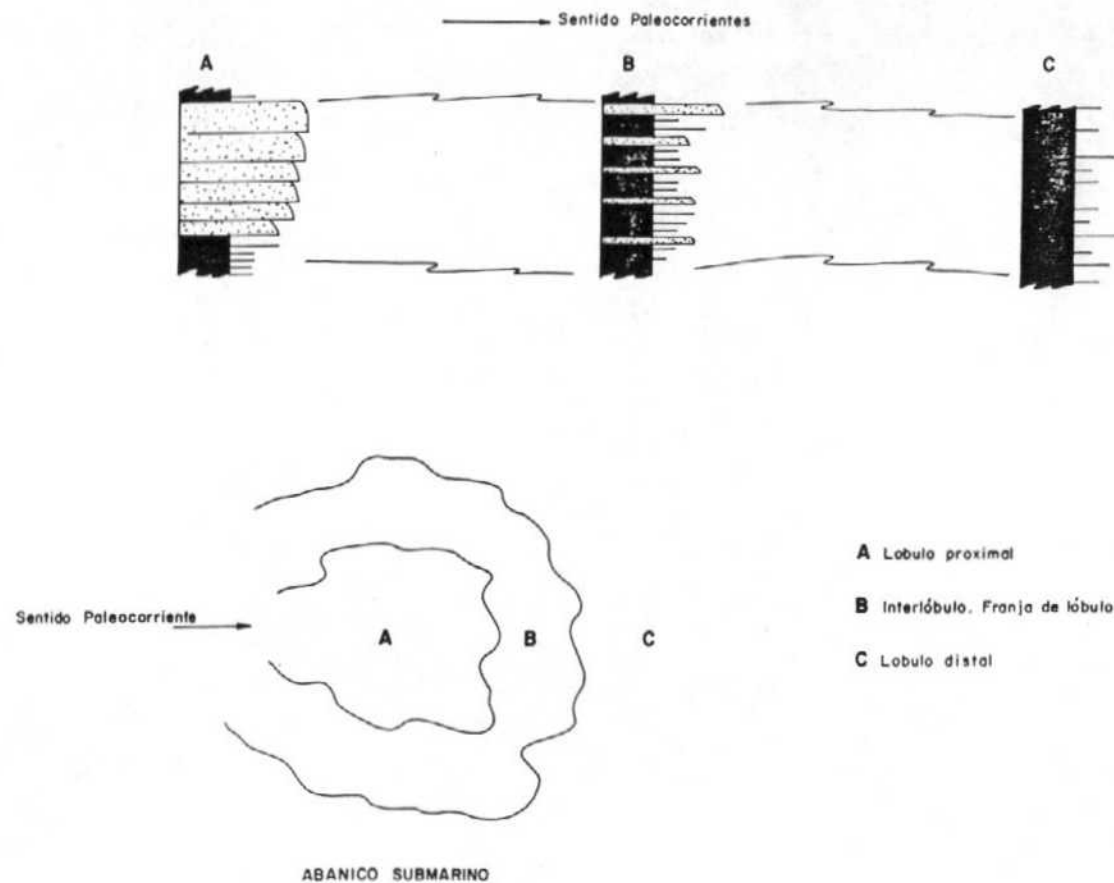 Sentido Paleocorrientes
A B C
Sentido Paleocorriente
A B C
A Lobulo proximal
B Interlóbulo. Franja de lóbulo
C Lobulo distal
ABANICO SUBMARINO